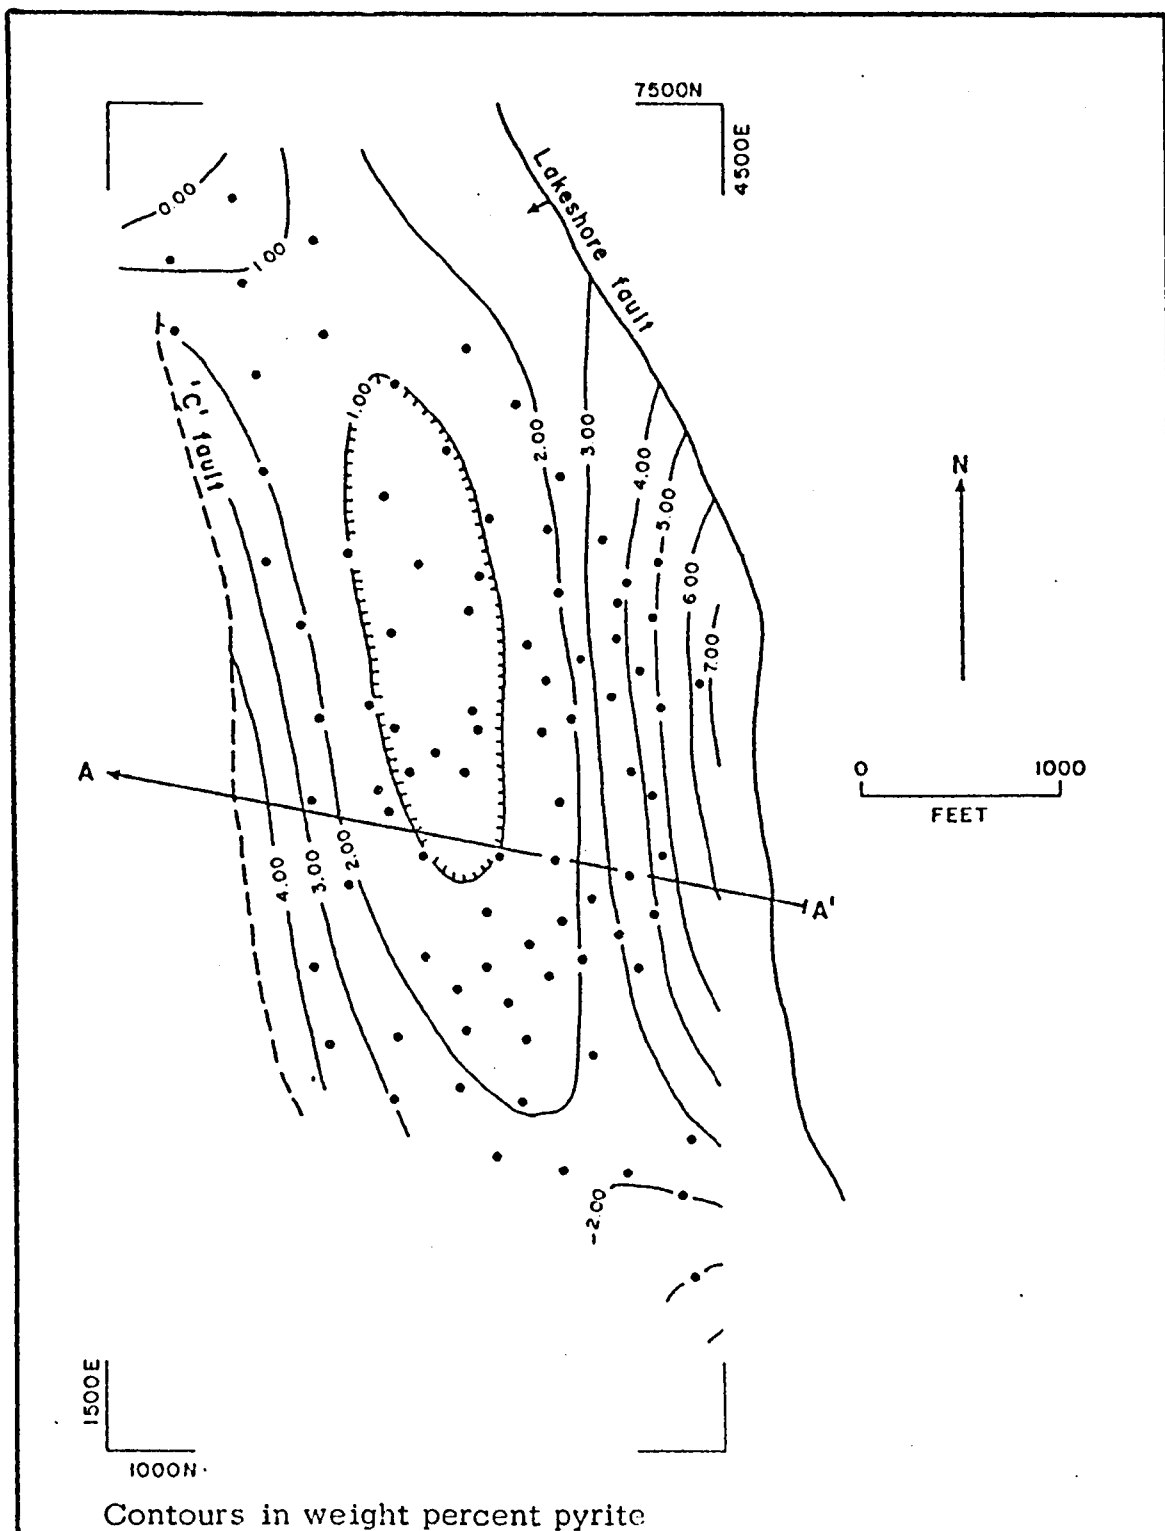 7500N
4500E
Lakeshore fault
0.00
1.00
'C' fault
1.00
2.00
3.00
4.00
5.00
6.00
7.00
N
A
0 1000
FEET
4.00
3.00
2.00
A'
-2.00
1500E
1000N
Contours in weight percent pyrite